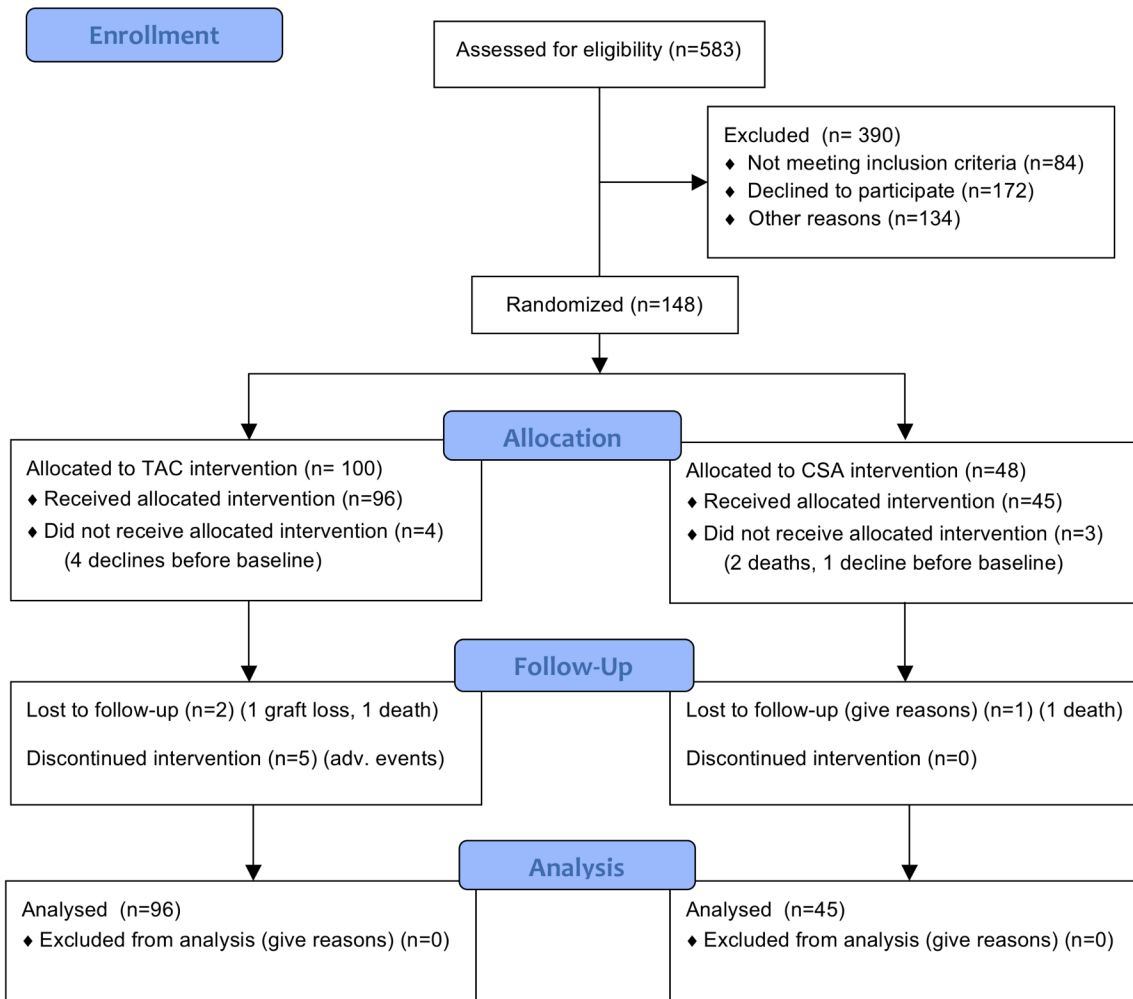 Enrollment
Assessed for eligibility (n=583)
Excluded (n= 390)
♦ Not meeting inclusion criteria (n=84)
♦ Declined to participate (n=172)
♦ Other reasons (n=134)
Randomized (n=148)
Allocation
Allocated to TAC intervention (n= 100)
♦ Received allocated intervention (n=96)
♦ Did not receive allocated intervention (n=4)
(4 declines before baseline)
Allocated to CSA intervention (n=48)
♦ Received allocated intervention (n=45)
♦ Did not receive allocated intervention (n=3)
(2 deaths, 1 decline before baseline)
Follow-Up
Lost to follow-up (n=2) (1 graft loss, 1 death)
Discontinued intervention (n=5) (adv. events)
Lost to follow-up (give reasons) (n=1) (1 death)
Discontinued intervention (n=0)
Analysis
Analysed (n=96)
♦ Excluded from analysis (give reasons) (n=0)
Analysed (n=45)
♦ Excluded from analysis (give reasons) (n=0)